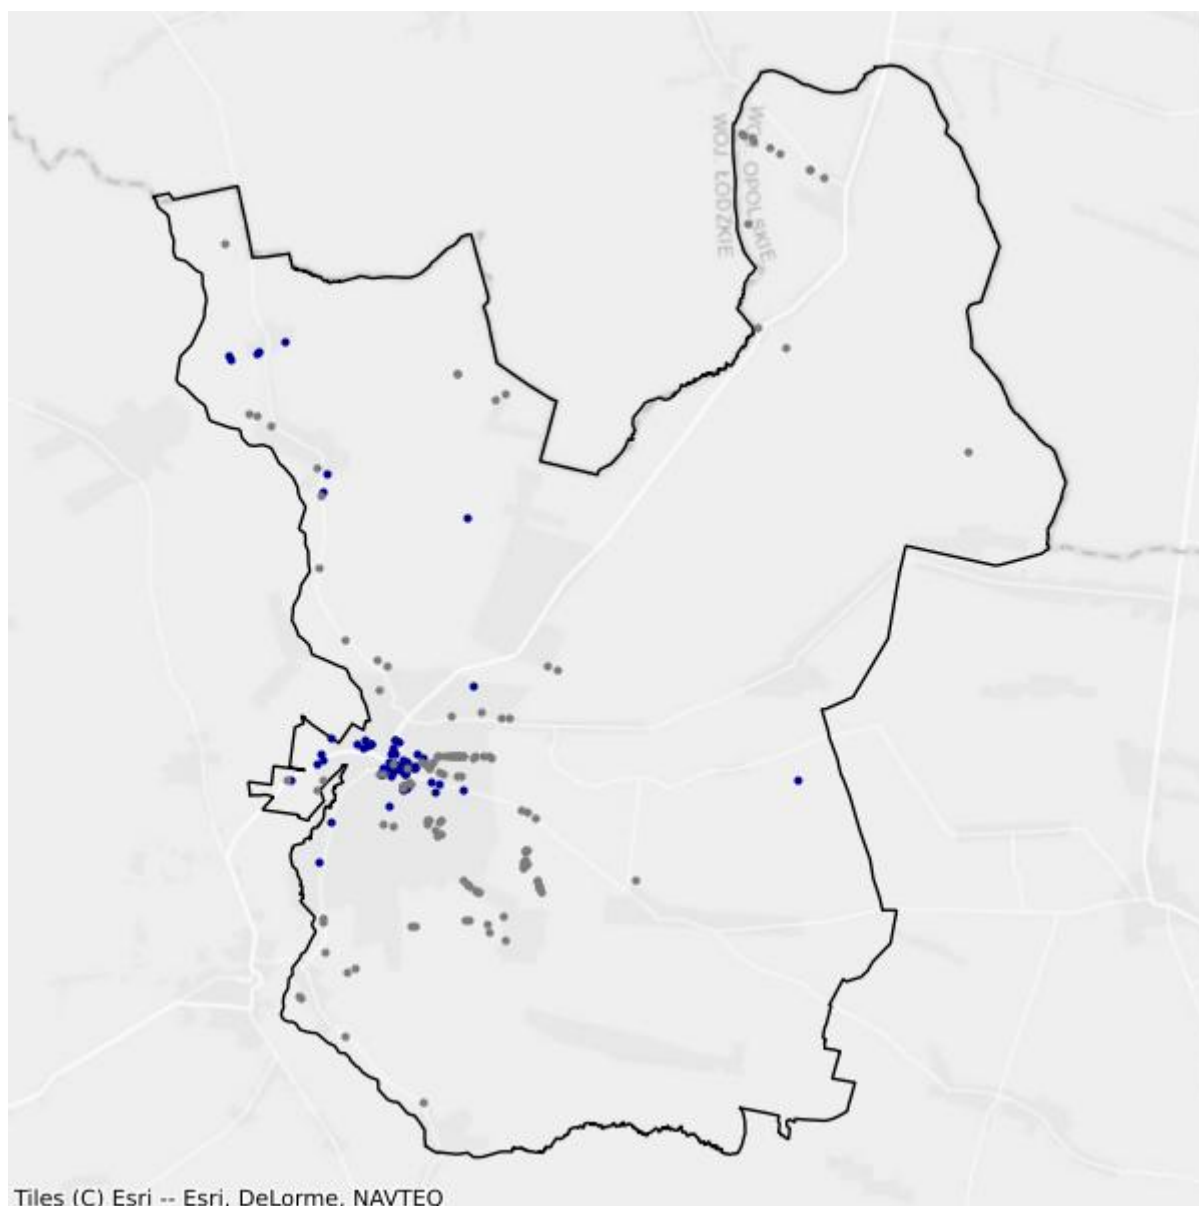 WOJ. OPOLSKIE
WOJ. ŁÓDZKIE
Tiles (C) Esri -- Esri, DeLorme, NAVTEQ